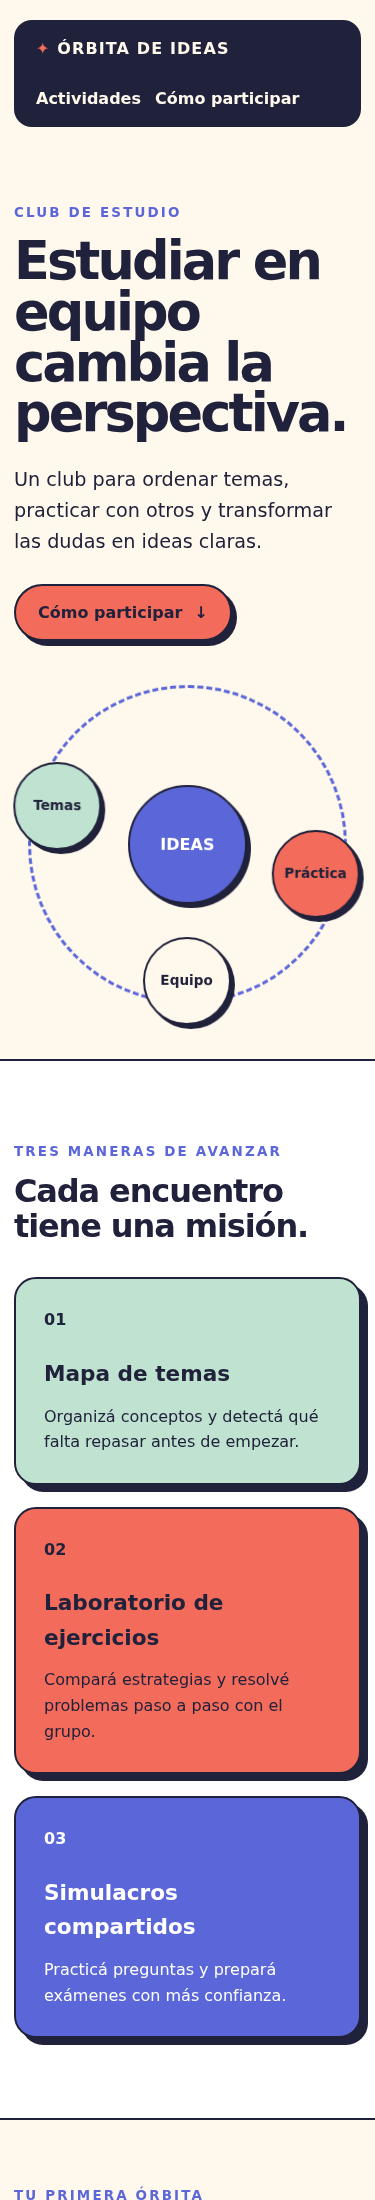 ✦ ÓRBITA DE IDEAS
Actividades Cómo participar
CLUB DE ESTUDIO
Estudiar en
equipo
cambia la
perspectiva.
Un club para ordenar temas,
practicar con otros y transformar
las dudas en ideas claras.
Cómo participar ↓
Temas
IDEAS
Práctica
Equipo
TRES MANERAS DE AVANZAR
Cada encuentro
tiene una misión.
01
Mapa de temas
Organizá conceptos y detectá qué
falta repasar antes de empezar.
02
Laboratorio de
ejercicios
Compará estrategias y resolvé
problemas paso a paso con el
grupo.
03
Simulacros
compartidos
Practicá preguntas y prepará
exámenes con más confianza.
TU PRIMERA ÓRBITA